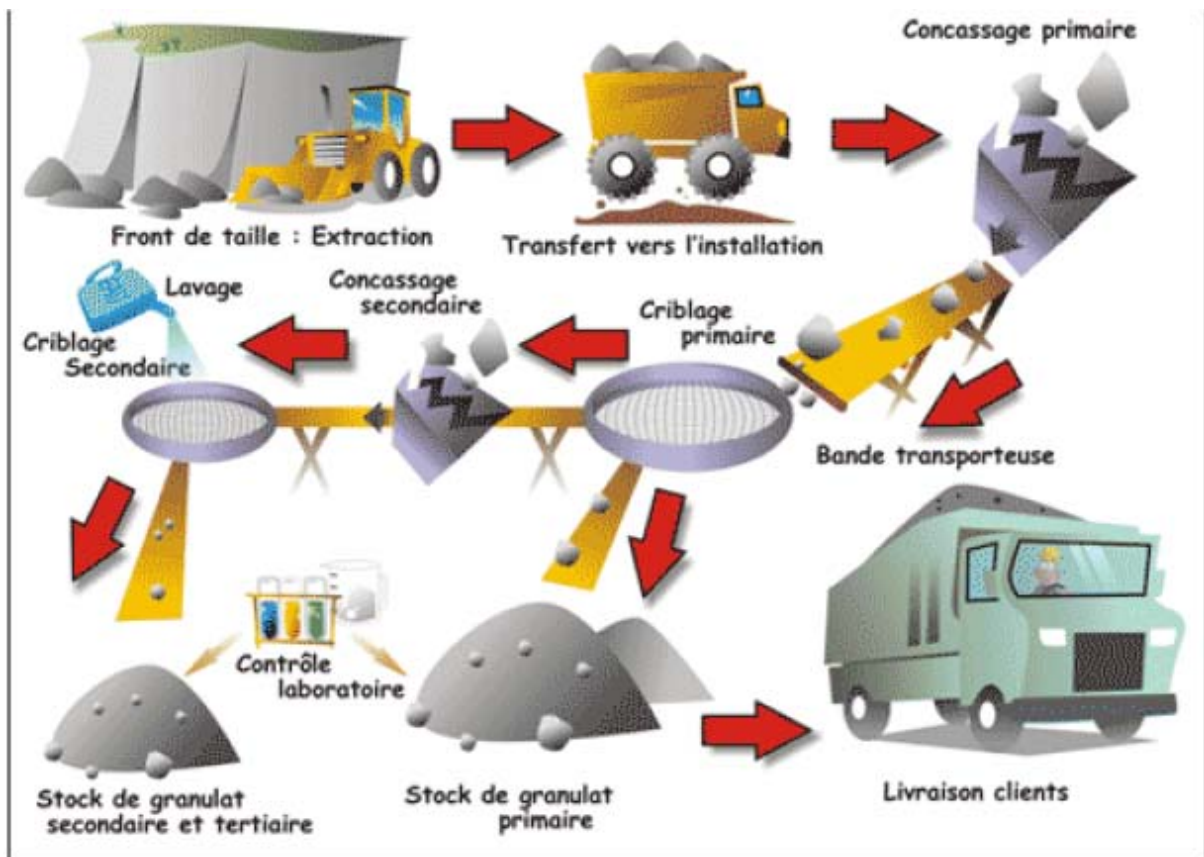 Concassage primaire
Front de taille : Extraction
Transfert vers l'installation
Lavage
Concassage
secondaire
Criblage
primaire
Criblage
Secondaire
Bande transporteuse
Contrôle
laboratoire
Stock de granulat
secondaire et tertiaire
Stock de granulat
primaire
Livraison clients